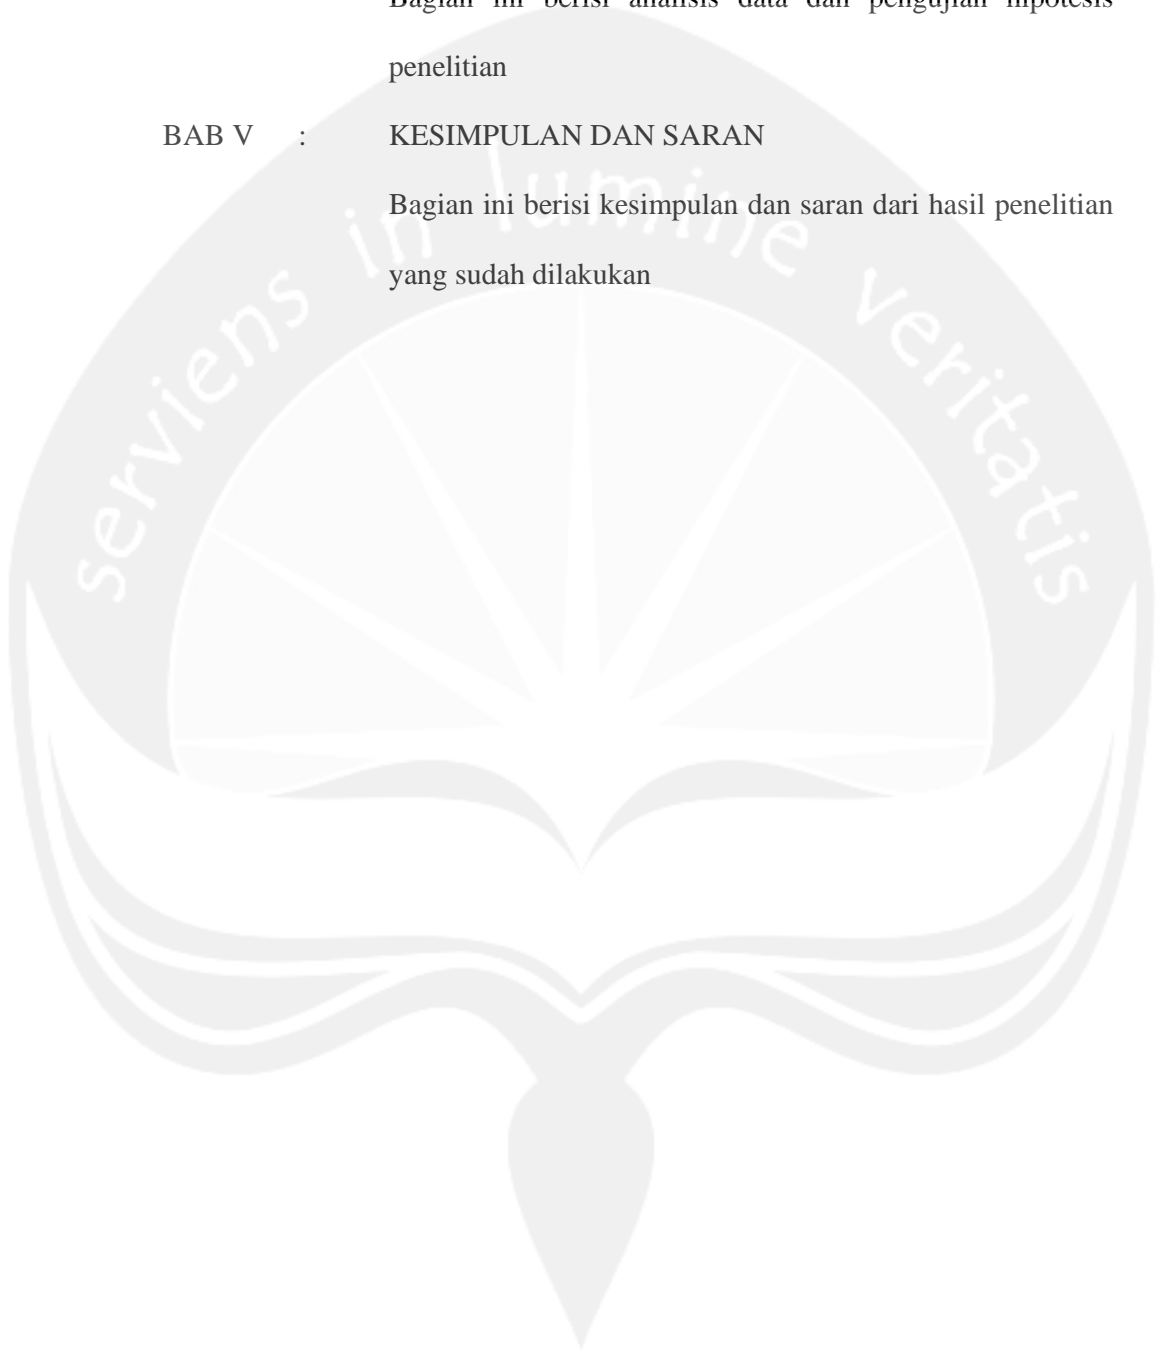 Bagian ini berisi analisis data dan pengujian hipotesis
penelitian
BAB V : KESIMPULAN DAN SARAN
Bagian ini berisi kesimpulan dan saran dari hasil penelitian
yang sudah dilakukan
serviens in lumine veritatis